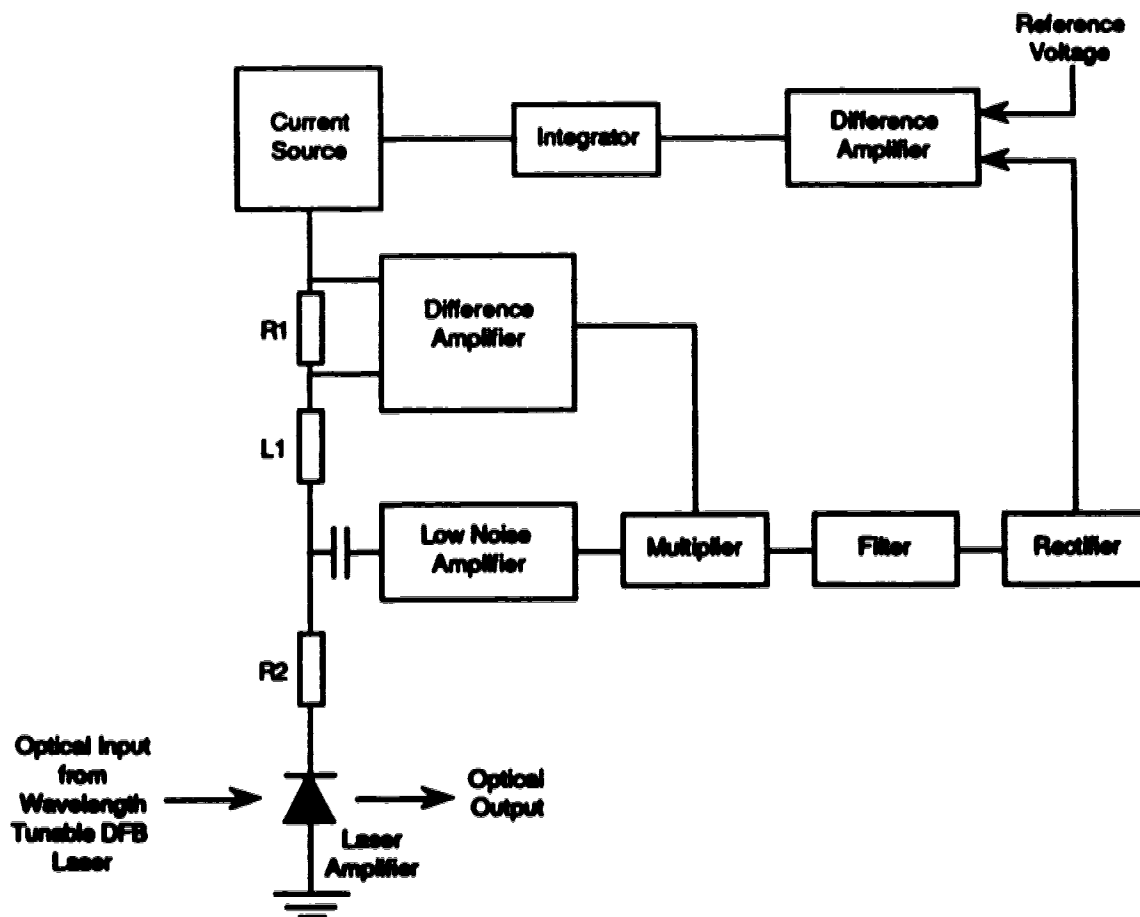 Reference
Voltage
Current
Source
Integrator
Difference
Amplifier
R1
Difference
Amplifier
L1
Low Noise
Amplifier
Multiplier
Filter
Rectifier
R2
Optical Input
from
Wavelength
Tunable DFB
Laser
Optical
Output
Laser
Amplifier